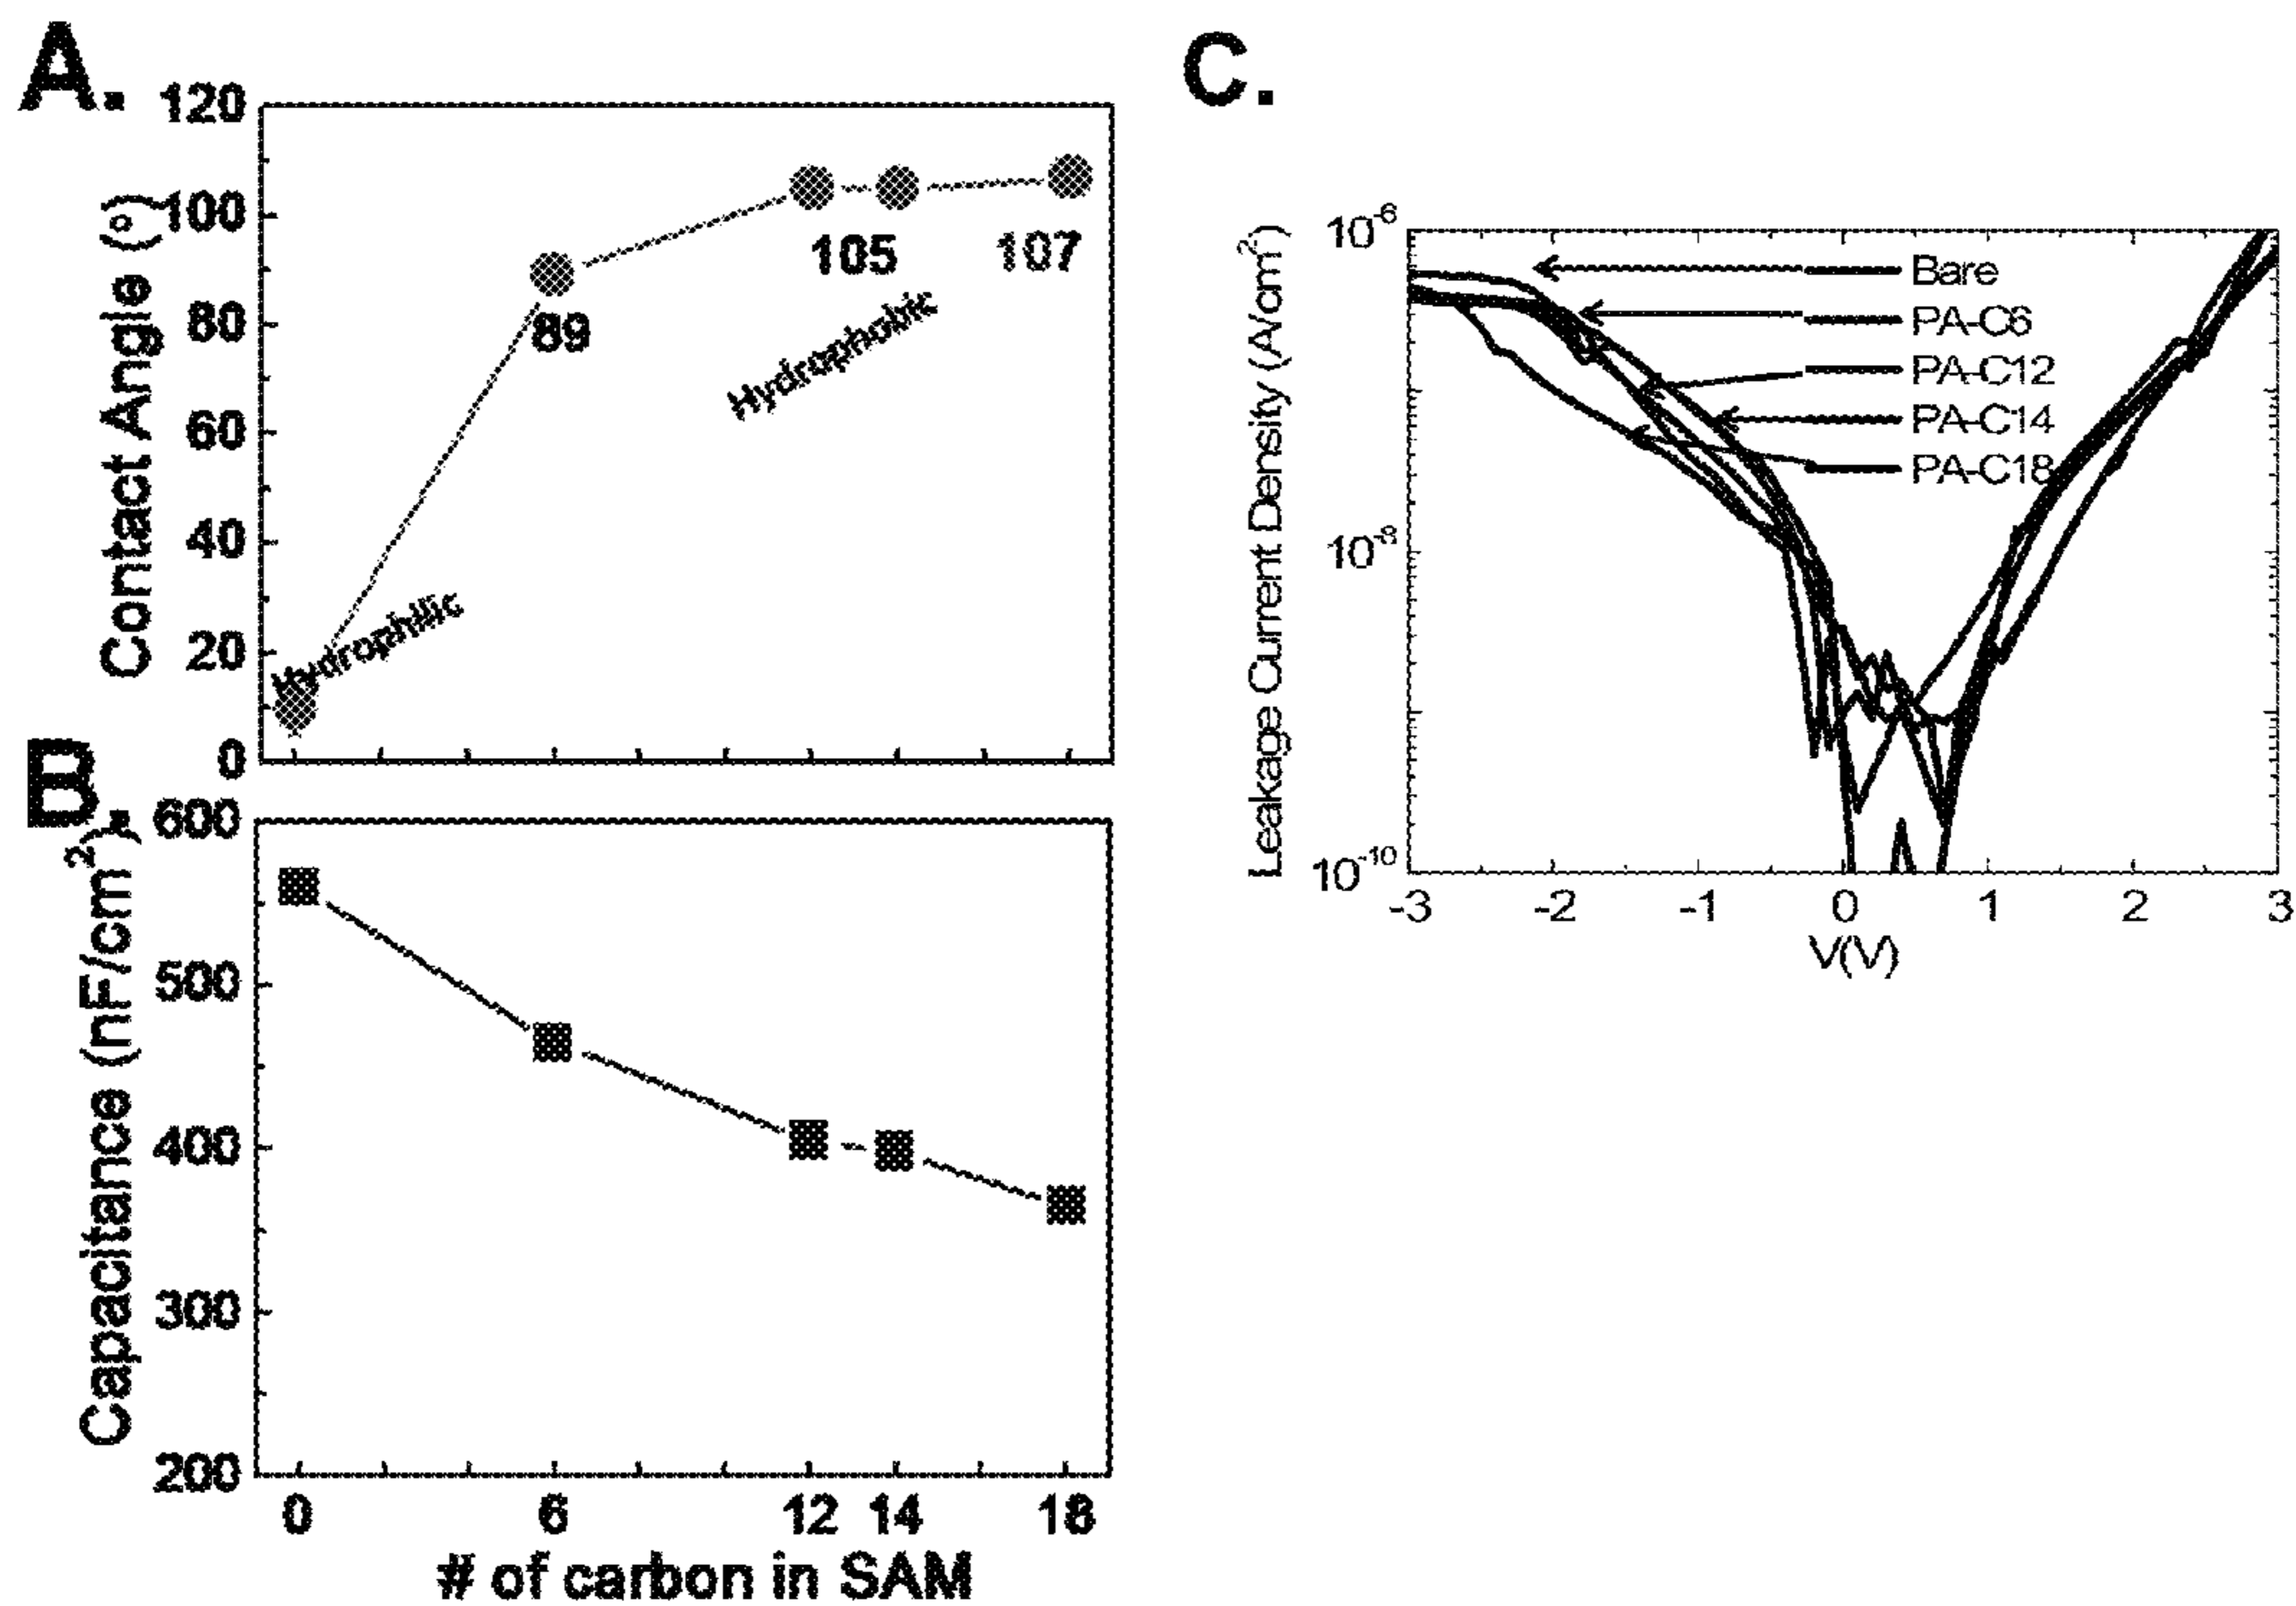 A.
120
100
80
60
40
20
0
Contact Angle (°)
89
105
107
Hydrophilic
Hydrophobic
B.
600
500
400
300
200
Capacitance (nF/cm²)
0 6 12 14 18
# of carbon in SAM
C.
10⁻⁶
10⁻⁸
10⁻¹⁰
Leakage Current Density (A/cm²)
Bare
PA-C6
PA-C12
PA-C14
PA-C18
-3 -2 -1 0 1 2 3
V(V)